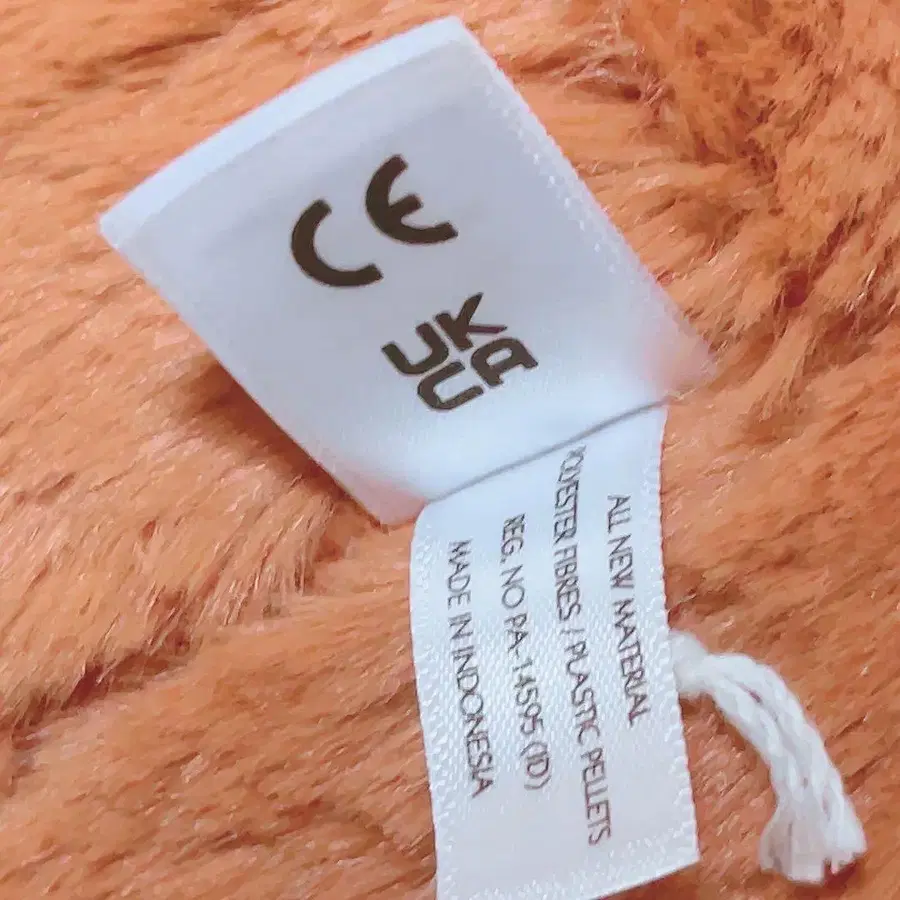 CE
UK
CA
ALL NEW MATERIAL
POLYESTER FIBRES / PLASTIC PELLETS
REG. NO PA-14595 (ID)
MADE IN INDONESIA